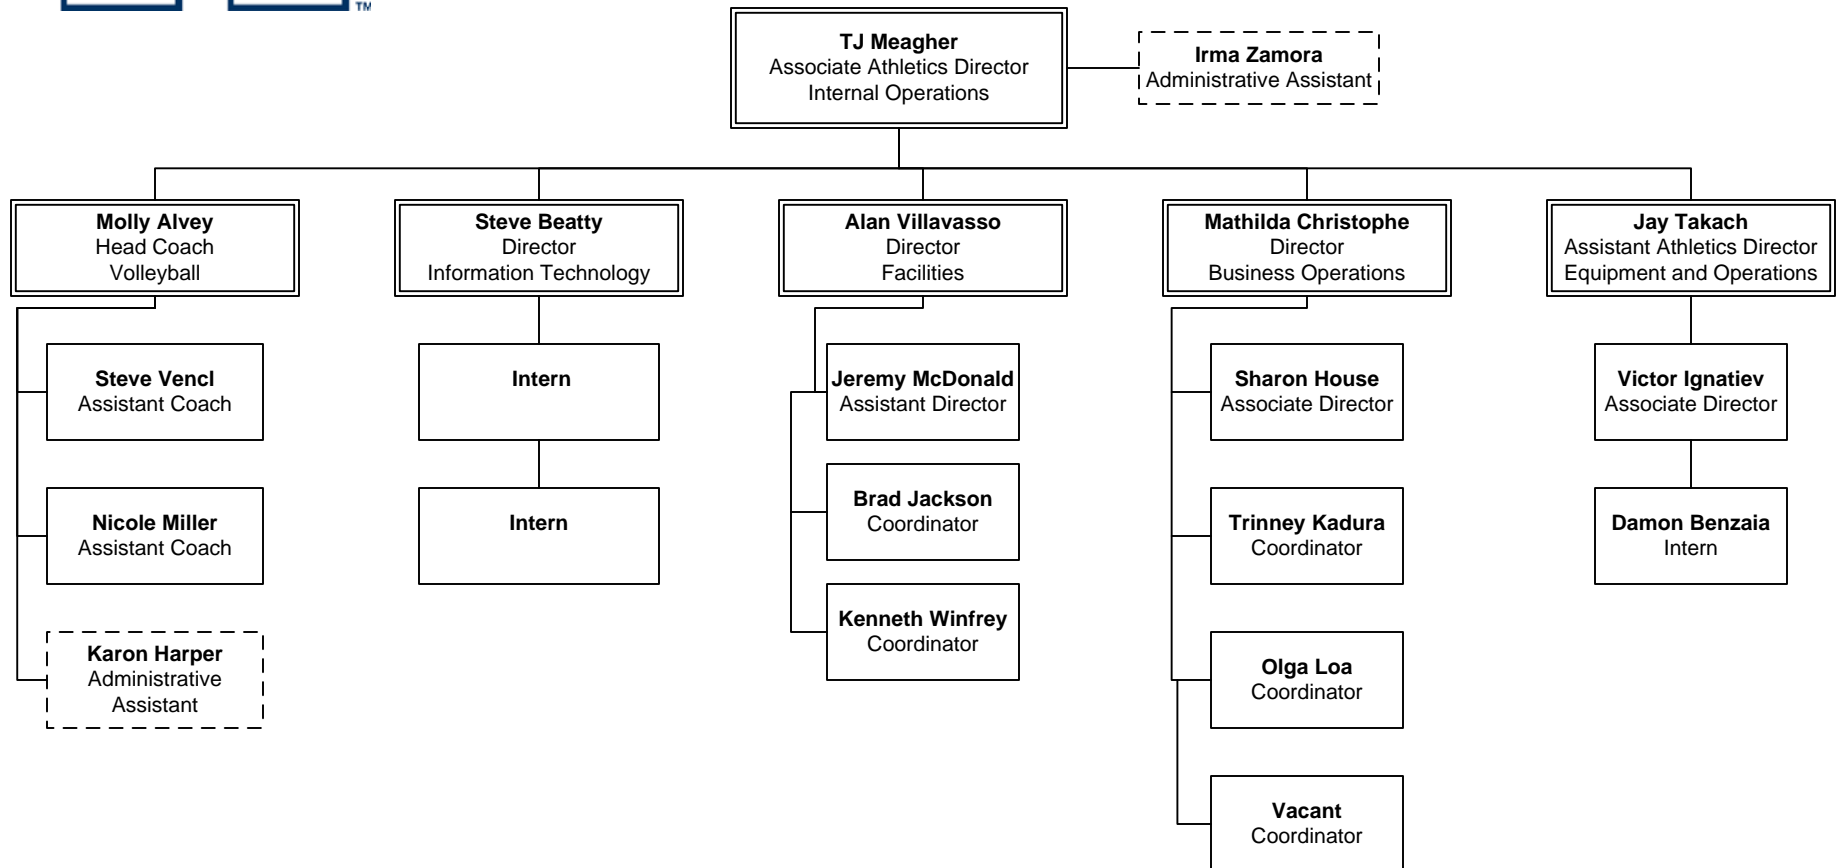 TM
TJ Meagher
Associate Athletics Director
Internal Operations
Irma Zamora
Administrative Assistant
Molly Alvey
Head Coach
Volleyball
Steve Beatty
Director
Information Technology
Alan Villavasso
Director
Facilities
Mathilda Christophe
Director
Business Operations
Jay Takach
Assistant Athletics Director
Equipment and Operations
Steve Vencl
Assistant Coach
Intern
Jeremy McDonald
Assistant Director
Sharon House
Associate Director
Victor Ignatiev
Associate Director
Nicole Miller
Assistant Coach
Intern
Brad Jackson
Coordinator
Trinney Kadura
Coordinator
Damon Benzaia
Intern
Karon Harper
Administrative
Assistant
Kenneth Winfrey
Coordinator
Olga Loa
Coordinator
Vacant
Coordinator